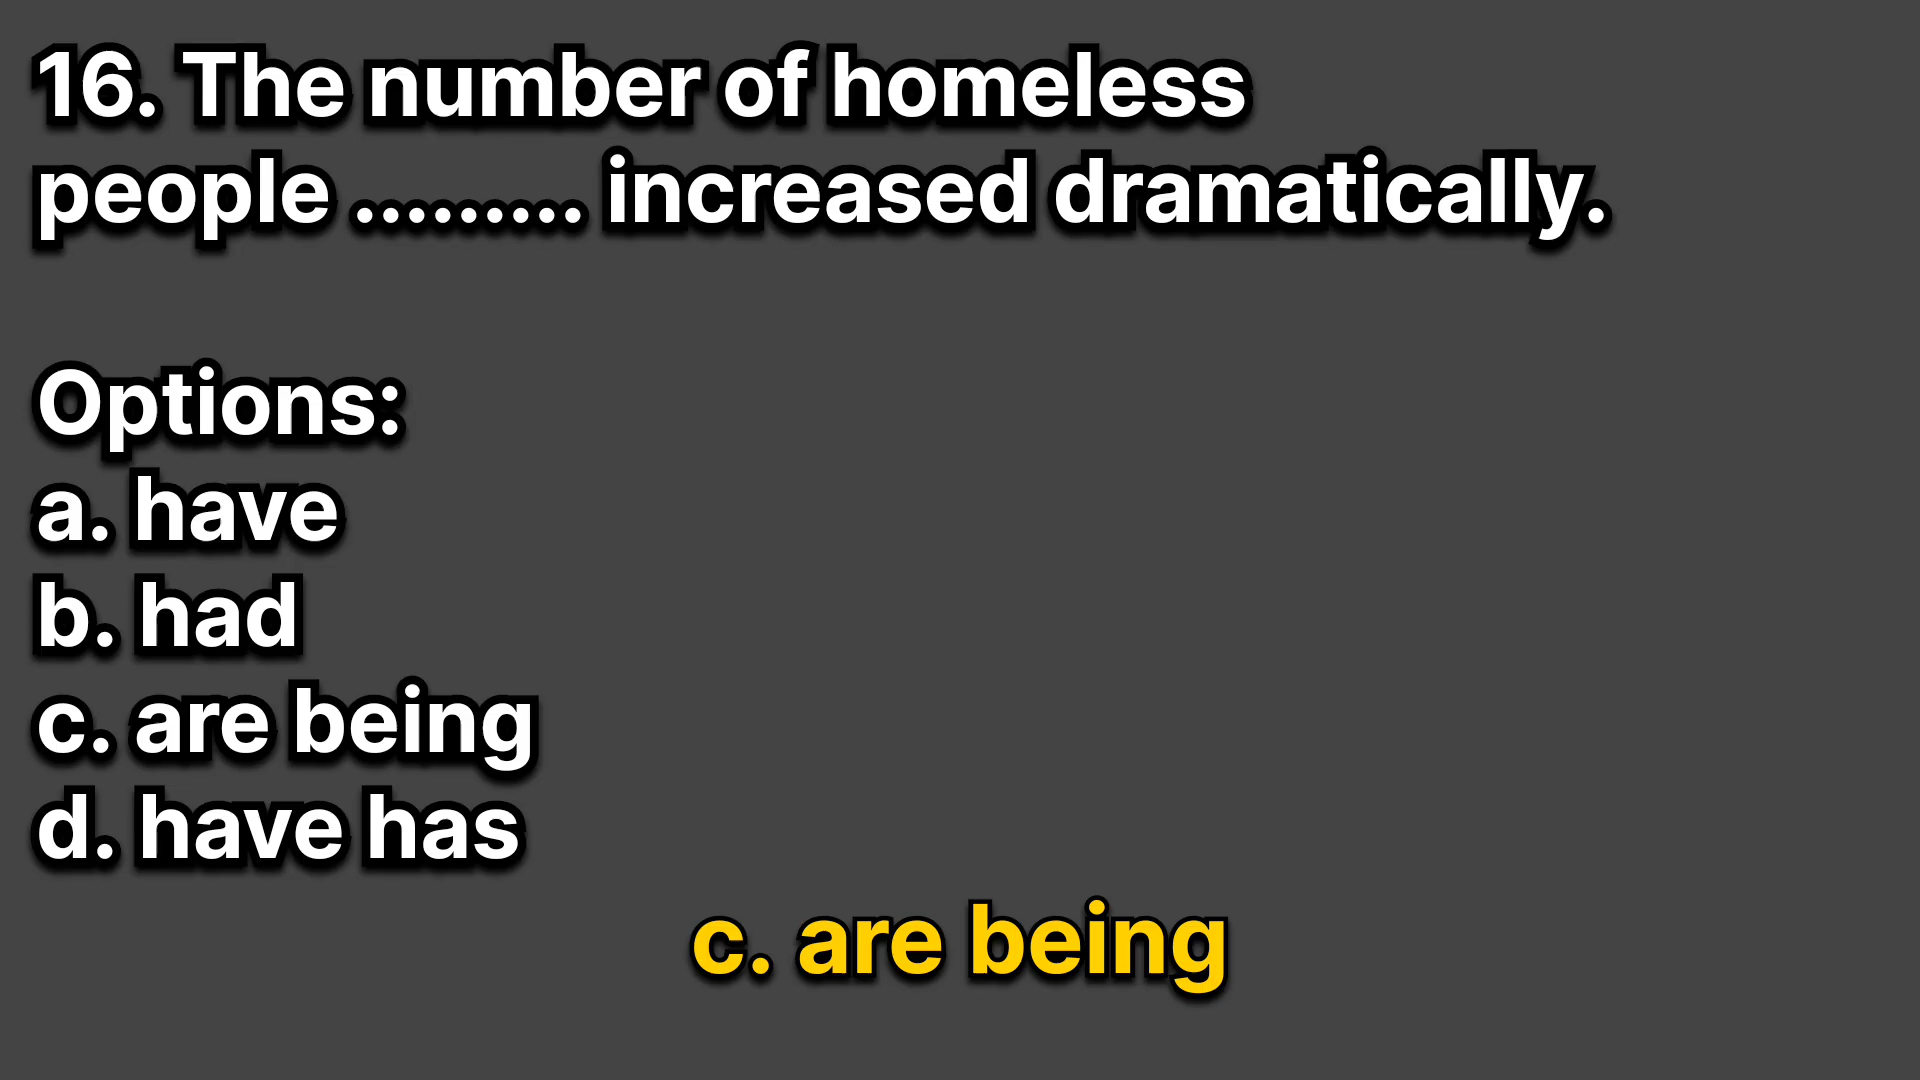 16. The number of homeless
people ......... increased dramatically.
Options:
a. have
b. had
c. are being
d. have has
c. are being